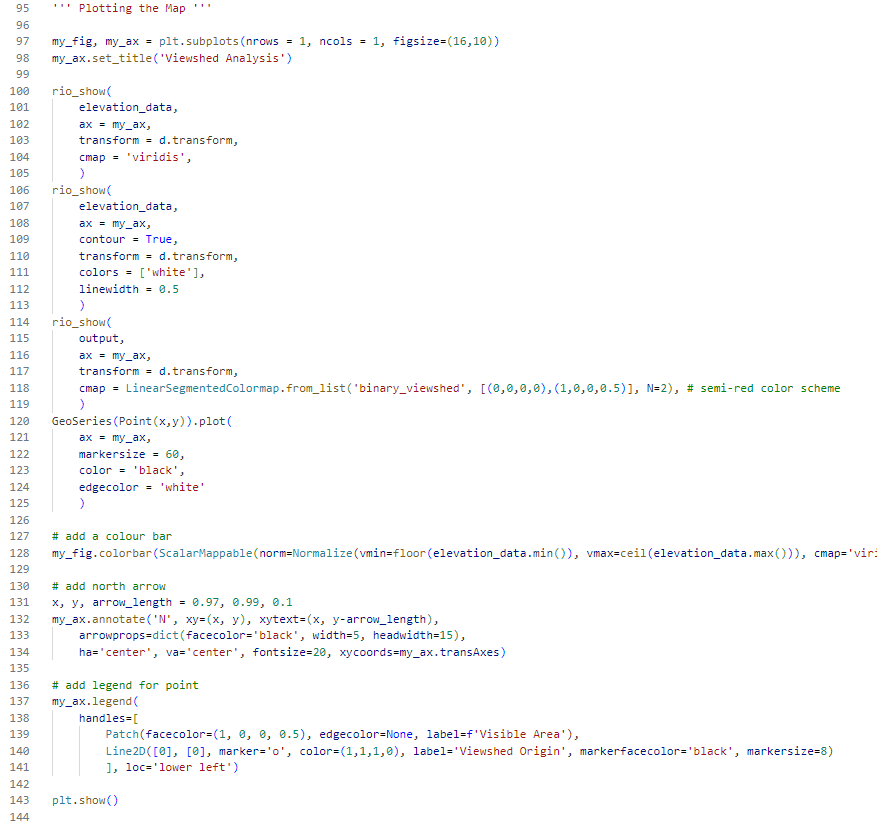 95 ''' Plotting the Map '''
96
97 my_fig, my_ax = plt.subplots(nrows = 1, ncols = 1, figsize=(16,10))
98 my_ax.set_title('Viewshed Analysis')
99
100 rio_show(
101     elevation_data,
102     ax = my_ax,
103     transform = d.transform,
104     cmap = 'viridis',
105     )
106 rio_show(
107     elevation_data,
108     ax = my_ax,
109     contour = True,
110     transform = d.transform,
111     colors = ['white'],
112     linewidth = 0.5
113     )
114 rio_show(
115     output,
116     ax = my_ax,
117     transform = d.transform,
118     cmap = LinearSegmentedColormap.from_list('binary_viewshed', [(0,0,0,0),(1,0,0,0.5)], N=2), # semi-red color scheme
119     )
120 GeoSeries(Point(x,y)).plot(
121     ax = my_ax,
122     markersize = 60,
123     color = 'black',
124     edgecolor = 'white'
125     )
126
127 # add a colour bar
128 my_fig.colorbar(ScalarMappable(norm=Normalize(vmin=floor(elevation_data.min()), vmax=ceil(elevation_data.max())), cmap='viri
129
130 # add north arrow
131 x, y, arrow_length = 0.97, 0.99, 0.1
132 my_ax.annotate('N', xy=(x, y), xytext=(x, y-arrow_length),
133     arrowprops=dict(facecolor='black', width=5, headwidth=15),
134     ha='center', va='center', fontsize=20, xycoords=my_ax.transAxes)
135
136 # add legend for point
137 my_ax.legend(
138     handles=[
139         Patch(facecolor=(1, 0, 0, 0.5), edgecolor=None, label=f'Visible Area'),
140         Line2D([0], [0], marker='o', color=(1,1,1,0), label='Viewshed Origin', markerfacecolor='black', markersize=8)
141         ], loc='lower left')
142
143 plt.show()
144